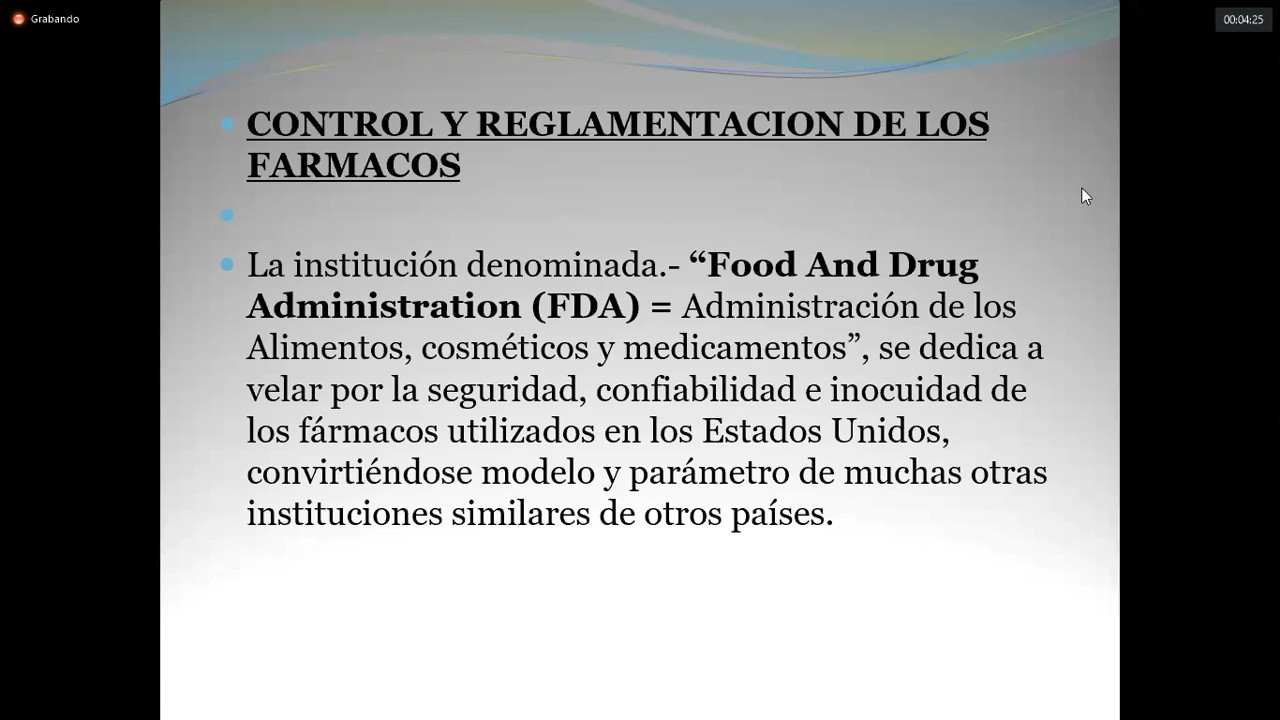 Grabando
00:04:25
CONTROL Y REGLAMENTACION DE LOS
FARMACOS
La institución denominada.- “Food And Drug
Administration (FDA) = Administración de los
Alimentos, cosméticos y medicamentos”, se dedica a
velar por la seguridad, confiabilidad e inocuidad de
los fármacos utilizados en los Estados Unidos,
convirtiéndose modelo y parámetro de muchas otras
instituciones similares de otros países.